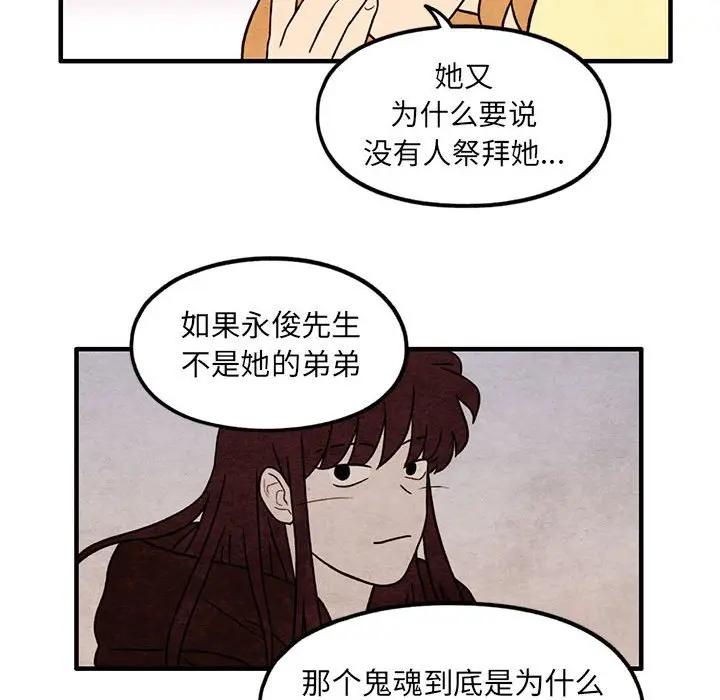 她又
为什么要说
没有人祭拜她...
如果永俊先生
不是她的弟弟
那个鬼魂到底是为什么